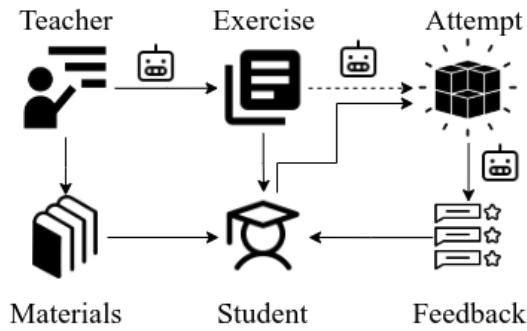 Teacher
Exercise
Attempt
Materials
Student
Feedback